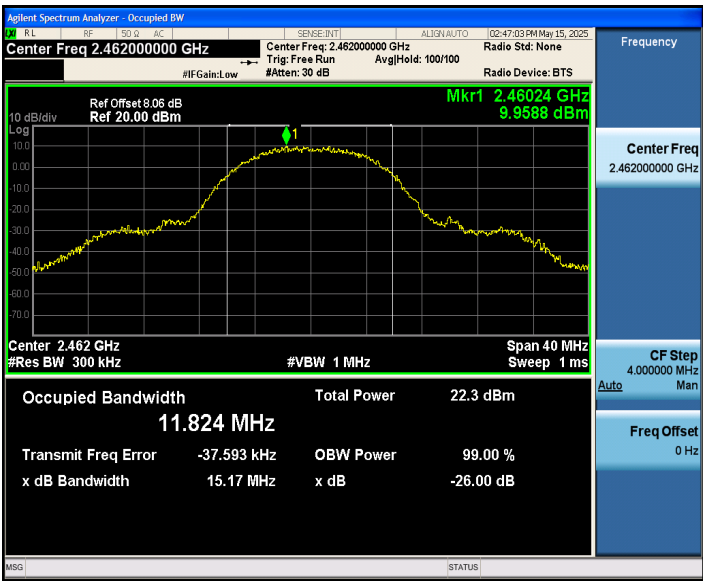 Agilent Spectrum Analyzer - Occupied BW
LXI RL RF 50 Ω AC SENSE:INT ALIGN AUTO 02:47:03 PM May 15, 2025
Center Freq 2.462000000 GHz
Center Freq: 2.462000000 GHz
Radio Std: None
Trig: Free Run Avg|Hold: 100/100
#IFGain:Low
#Atten: 30 dB
Radio Device: BTS
Frequency
Ref Offset 8.06 dB
Mkr1 2.46024 GHz
10 dB/div Ref 20.00 dBm
9.9588 dBm
Log
1
10.0
0.00
-10.0
-20.0
-30.0
-40.0
-50.0
-60.0
-70.0
Center 2.462 GHz
Span 40 MHz
#Res BW 300 kHz
#VBW 1 MHz
Sweep 1 ms
Occupied Bandwidth
Total Power 22.3 dBm
11.824 MHz
Transmit Freq Error -37.593 kHz
OBW Power 99.00 %
x dB Bandwidth 15.17 MHz
x dB -26.00 dB
Center Freq
2.462000000 GHz
CF Step
4.000000 MHz
Auto Man
Freq Offset
0 Hz
MSG
STATUS